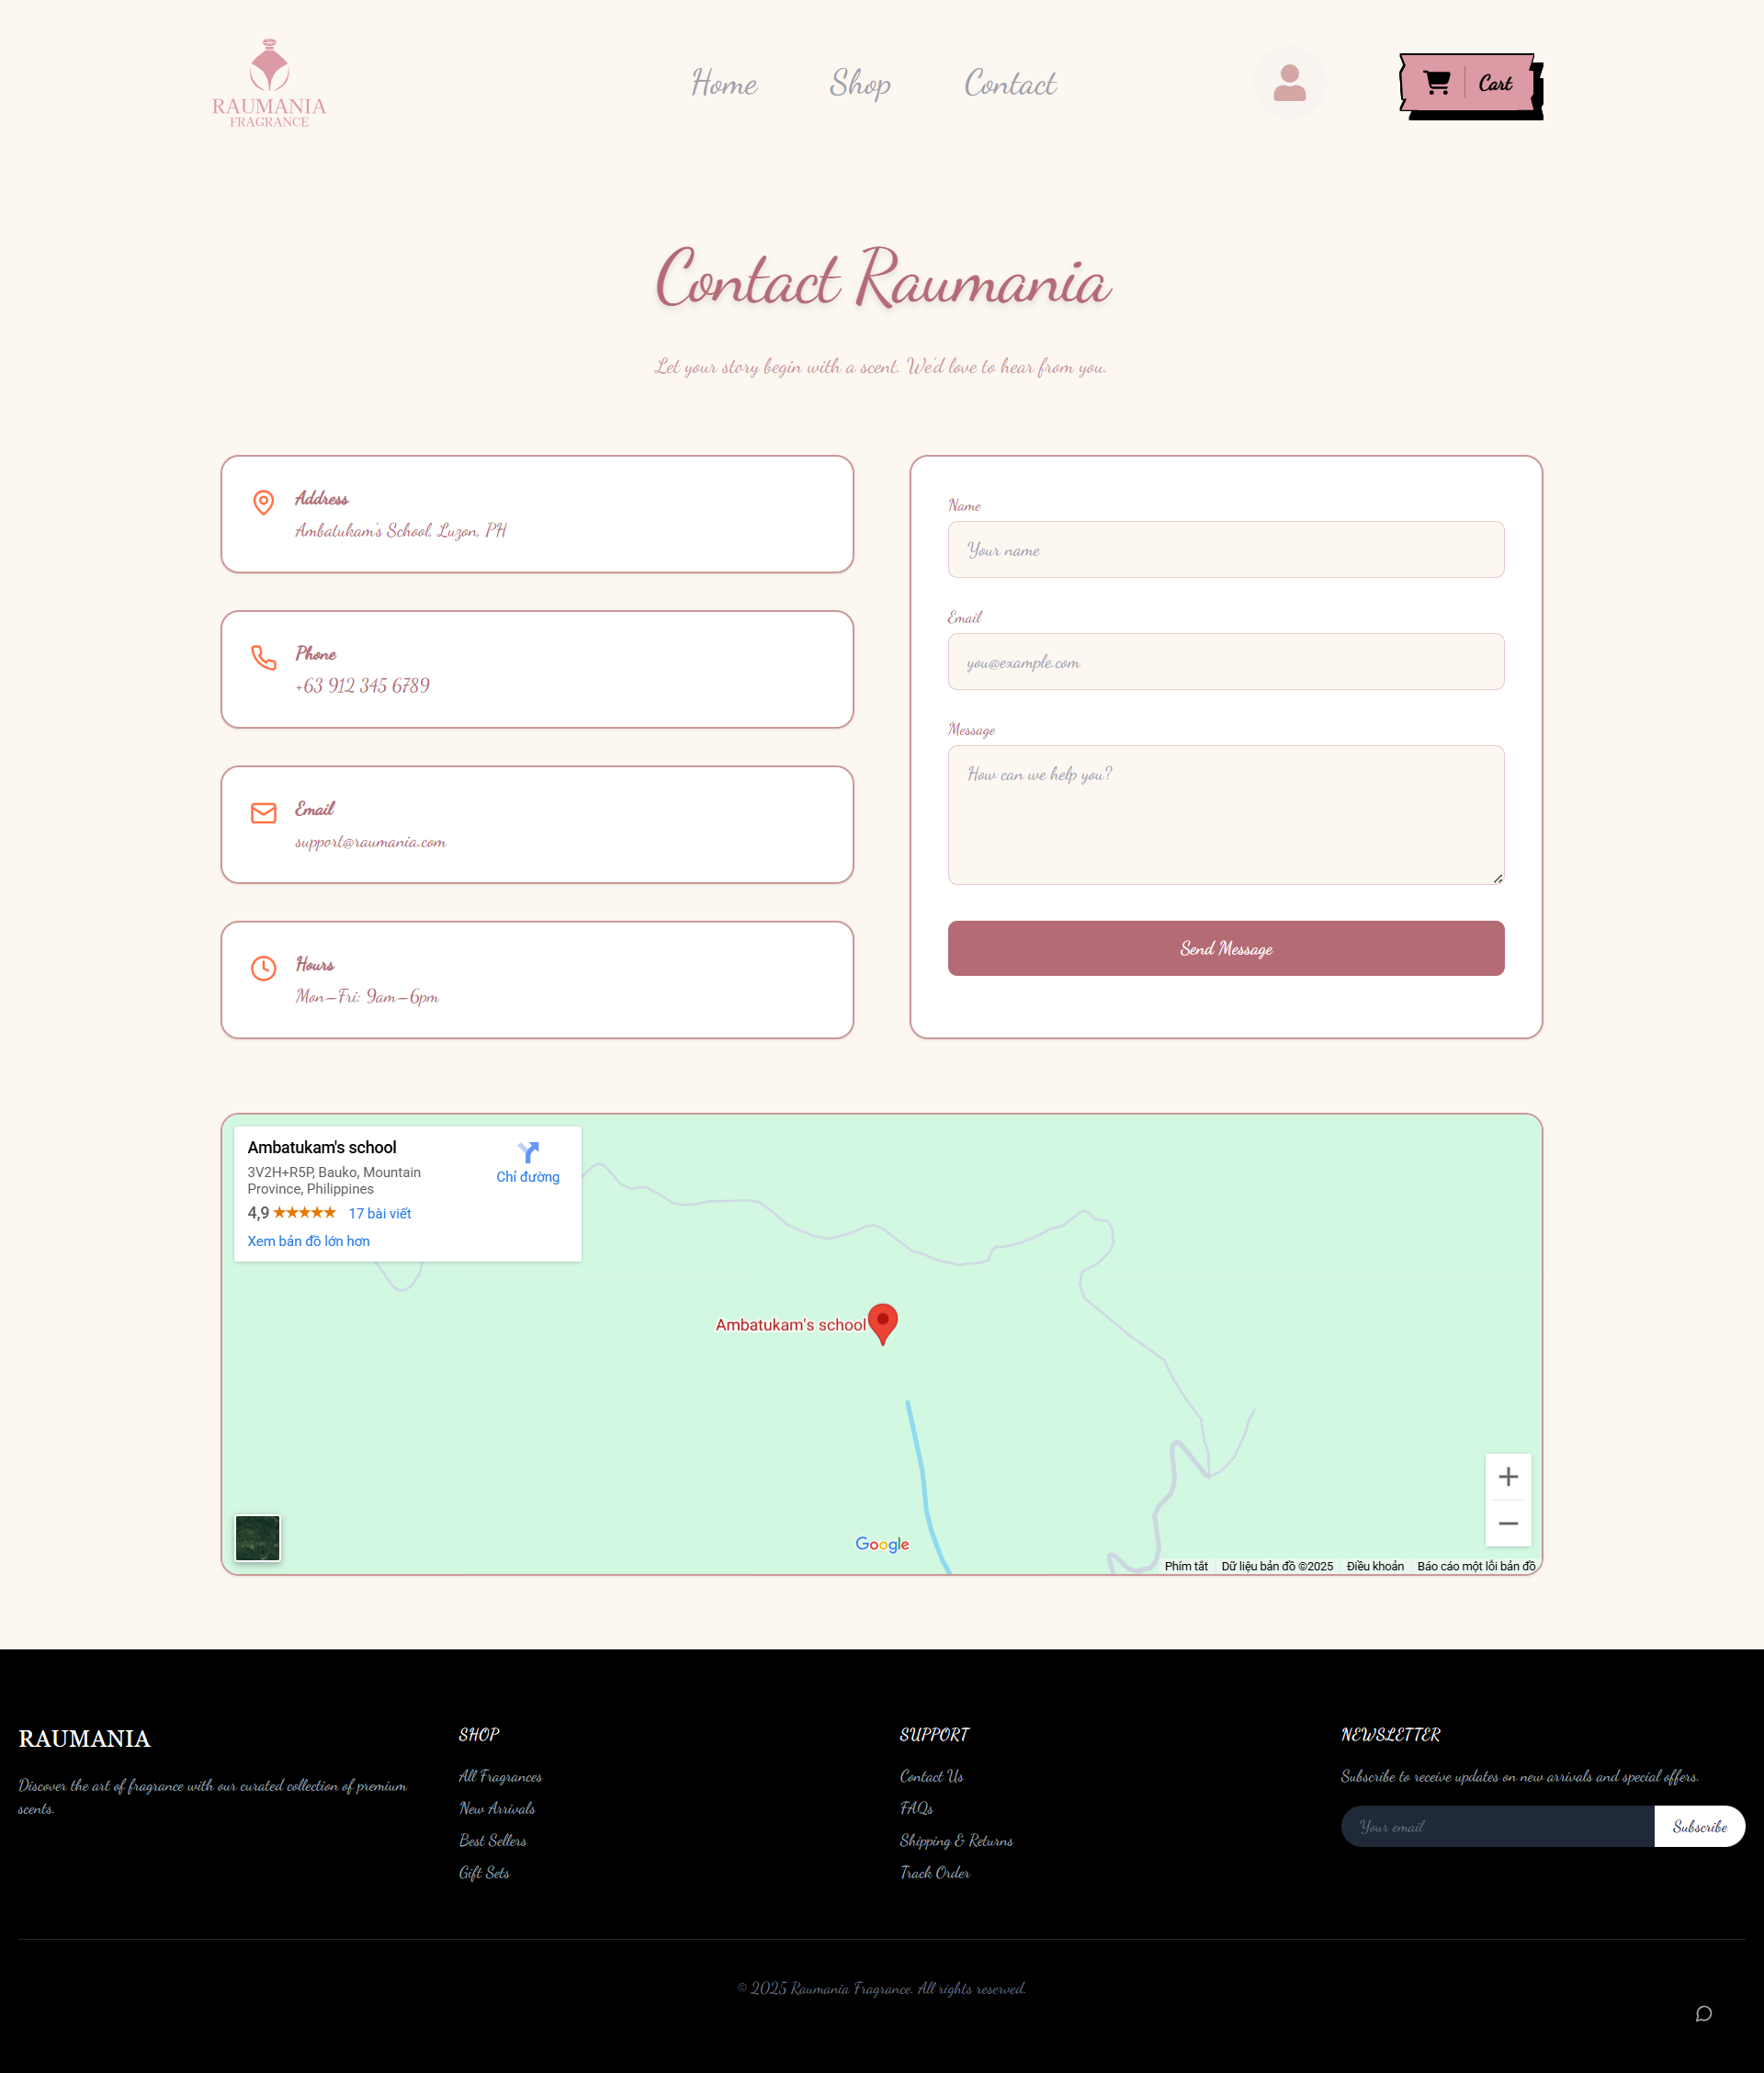 RAUMANIA
FRAGRANCE
Home
Shop
Contact
Cart
Contact Raumania
Let your story begin with a scent. We'd love to hear from you.
Address
Ambatukam's School, Luzon, PH
Phone
+63 912 345 6789
Email
support@raumania.com
Hours
Mon–Fri: 9am–6pm
Name
Your name
Email
you@example.com
Message
How can we help you?
Send Message
Ambatukam's school
3V2H+R5P, Bauko, Mountain
Province, Philippines
4,9 ★★★★★ 17 bài viết
Xem bản đồ lớn hơn
Chỉ đường
Ambatukam's school
Google
Phím tắt
Dữ liệu bản đồ ©2025
Điều khoản
Báo cáo một lỗi bản đồ
RAUMANIA
Discover the art of fragrance with our curated collection of premium
scents.
SHOP
All Fragrances
New Arrivals
Best Sellers
Gift Sets
SUPPORT
Contact Us
FAQs
Shipping & Returns
Track Order
NEWSLETTER
Subscribe to receive updates on new arrivals and special offers.
Your email
Subscribe
© 2025 Raumania Fragrance. All rights reserved.